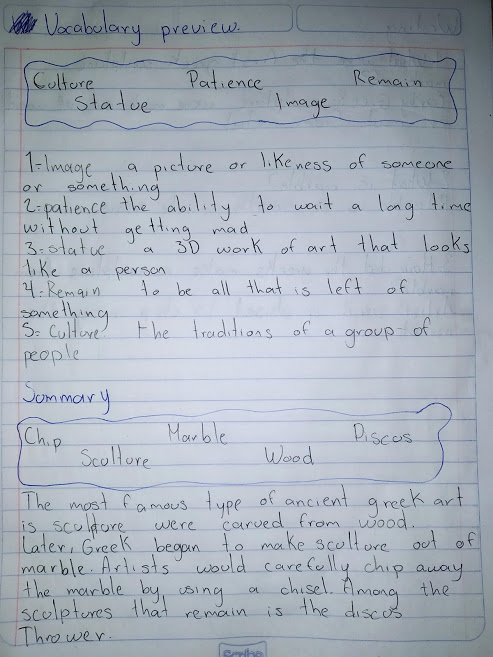 Vocabulary preview.
Culture Patience Remain
Statue Image
1=Image a picture or likeness of someone
or something
2=patience the ability to wait a long time
without getting mad
3=statue a 3D work of art that looks
like a person
4=Remain to be all that is left of
something
5=Culture: the traditions of a group of
people
Summary
Chip Marble Discus
Sculture Wood
The most famous type of ancient greek art
is sculture were carved from wood.
Later, Greek began to make sculture out of
marble. Artists would carefully chip away
the marble by using a chisel. Among the
sculptures that remain is the discus
Thrower.
Scribe